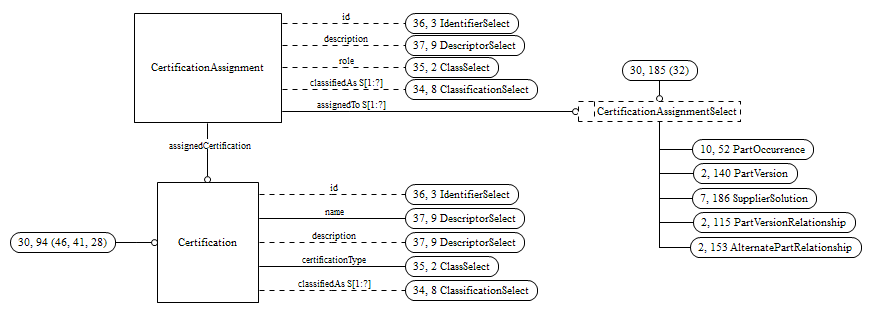 id
36, 3 IdentifierSelect
description
37, 9 DescriptorSelect
CertificationAssignment
role
35, 2 ClassSelect
classifiedAs S[1:?]
34, 8 ClassificationSelect
assignedTo S[1:?]
30, 185 (32)
CertificationAssignmentSelect
10, 52 PartOccurrence
2, 140 PartVersion
7, 186 SupplierSolution
2, 115 PartVersionRelationship
2, 153 AlternatePartRelationship
assignedCertification
id
36, 3 IdentifierSelect
name
37, 9 DescriptorSelect
30, 94 (46, 41, 28)
Certification
description
37, 9 DescriptorSelect
certificationType
35, 2 ClassSelect
classifiedAs S[1:?]
34, 8 ClassificationSelect